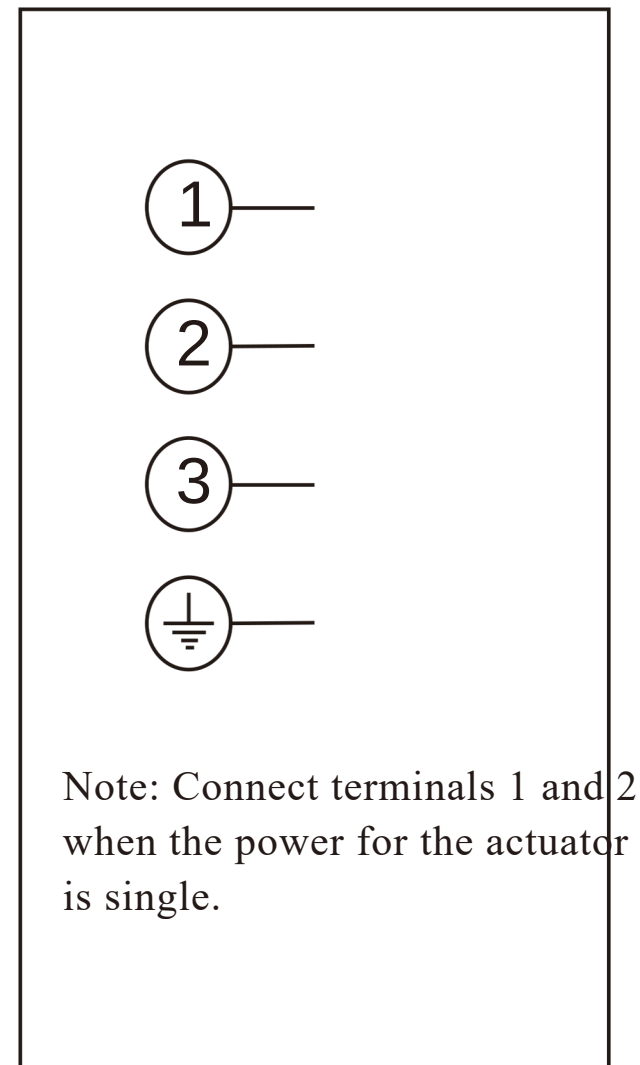 1
2
3
Note: Connect terminals 1 and 2
when the power for the actuator
is single.